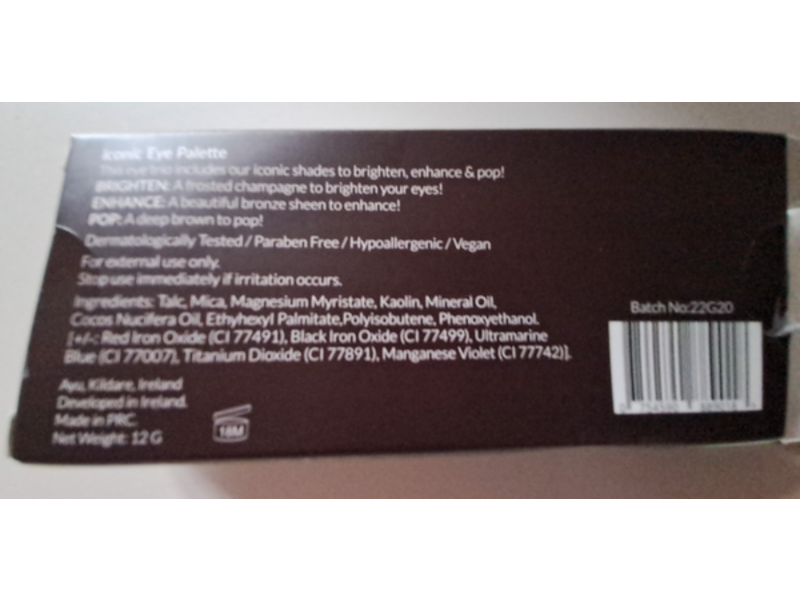 Iconic Eye Palette
This eye trio includes our iconic shades to brighten, enhance & pop!
BRIGHTEN: A frosted champagne to brighten your eyes!
ENHANCE: A beautiful bronze sheen to enhance!
POP: A deep brown to pop!
Dermatologically Tested / Paraben Free / Hypoallergenic / Vegan
For external use only.
Stop use immediately if irritation occurs.
Ingredients: Talc, Mica, Magnesium Myristate, Kaolin, Mineral Oil,
Cocos Nucifera Oil, Ethyhexyl Palmitate,Polyisobutene, Phenoxyethanol.
[+/-: Red Iron Oxide (CI 77491), Black Iron Oxide (CI 77499), Ultramarine
Blue (CI 77007), Titanium Dioxide (CI 77891), Manganese Violet (CI 77742)].
Ayu, Kildare, Ireland
Developed in Ireland.
Made in PRC.
Net Weight: 12 G
18M
Batch No:22G20